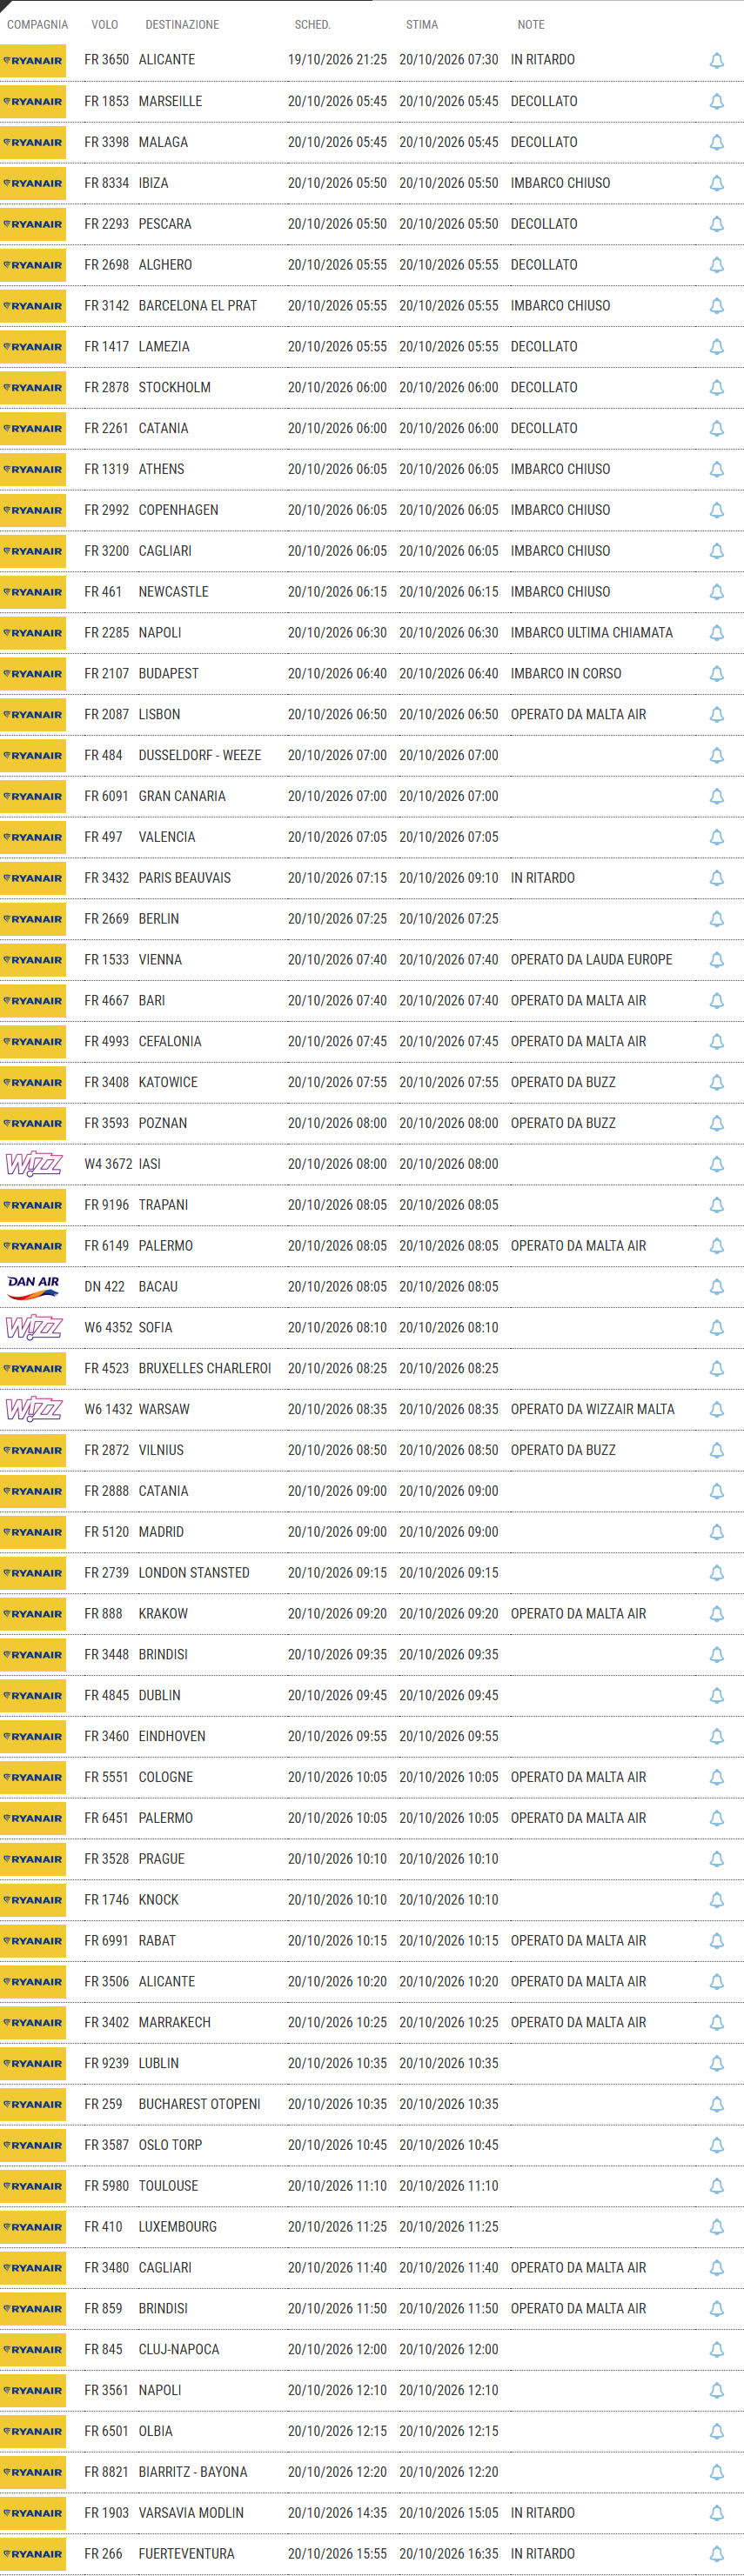 COMPAGNIA VOLO DESTINAZIONE SCHED. STIMA NOTE
RYANAIR FR 3650 ALICANTE 19/10/2026 21:25 20/10/2026 07:30 IN RITARDO
RYANAIR FR 1853 MARSEILLE 20/10/2026 05:45 20/10/2026 05:45 DECOLLATO
RYANAIR FR 3398 MALAGA 20/10/2026 05:45 20/10/2026 05:45 DECOLLATO
RYANAIR FR 8334 IBIZA 20/10/2026 05:50 20/10/2026 05:50 IMBARCO CHIUSO
RYANAIR FR 2293 PESCARA 20/10/2026 05:50 20/10/2026 05:50 DECOLLATO
RYANAIR FR 2698 ALGHERO 20/10/2026 05:55 20/10/2026 05:55 DECOLLATO
RYANAIR FR 3142 BARCELONA EL PRAT 20/10/2026 05:55 20/10/2026 05:55 IMBARCO CHIUSO
RYANAIR FR 1417 LAMEZIA 20/10/2026 05:55 20/10/2026 05:55 DECOLLATO
RYANAIR FR 2878 STOCKHOLM 20/10/2026 06:00 20/10/2026 06:00 DECOLLATO
RYANAIR FR 2261 CATANIA 20/10/2026 06:00 20/10/2026 06:00 DECOLLATO
RYANAIR FR 1319 ATHENS 20/10/2026 06:05 20/10/2026 06:05 IMBARCO CHIUSO
RYANAIR FR 2992 COPENHAGEN 20/10/2026 06:05 20/10/2026 06:05 IMBARCO CHIUSO
RYANAIR FR 3200 CAGLIARI 20/10/2026 06:05 20/10/2026 06:05 IMBARCO CHIUSO
RYANAIR FR 461 NEWCASTLE 20/10/2026 06:15 20/10/2026 06:15 IMBARCO CHIUSO
RYANAIR FR 2285 NAPOLI 20/10/2026 06:30 20/10/2026 06:30 IMBARCO ULTIMA CHIAMATA
RYANAIR FR 2107 BUDAPEST 20/10/2026 06:40 20/10/2026 06:40 IMBARCO IN CORSO
RYANAIR FR 2087 LISBON 20/10/2026 06:50 20/10/2026 06:50 OPERATO DA MALTA AIR
RYANAIR FR 484 DUSSELDORF - WEEZE 20/10/2026 07:00 20/10/2026 07:00
RYANAIR FR 6091 GRAN CANARIA 20/10/2026 07:00 20/10/2026 07:00
RYANAIR FR 497 VALENCIA 20/10/2026 07:05 20/10/2026 07:05
RYANAIR FR 3432 PARIS BEAUVAIS 20/10/2026 07:15 20/10/2026 09:10 IN RITARDO
RYANAIR FR 2669 BERLIN 20/10/2026 07:25 20/10/2026 07:25
RYANAIR FR 1533 VIENNA 20/10/2026 07:40 20/10/2026 07:40 OPERATO DA LAUDA EUROPE
RYANAIR FR 4667 BARI 20/10/2026 07:40 20/10/2026 07:40 OPERATO DA MALTA AIR
RYANAIR FR 4993 CEFALONIA 20/10/2026 07:45 20/10/2026 07:45 OPERATO DA MALTA AIR
RYANAIR FR 3408 KATOWICE 20/10/2026 07:55 20/10/2026 07:55 OPERATO DA BUZZ
RYANAIR FR 3593 POZNAN 20/10/2026 08:00 20/10/2026 08:00 OPERATO DA BUZZ
WIZZ W4 3672 IASI 20/10/2026 08:00 20/10/2026 08:00
RYANAIR FR 9196 TRAPANI 20/10/2026 08:05 20/10/2026 08:05
RYANAIR FR 6149 PALERMO 20/10/2026 08:05 20/10/2026 08:05 OPERATO DA MALTA AIR
DAN AIR DN 422 BACAU 20/10/2026 08:05 20/10/2026 08:05
WIZZ W6 4352 SOFIA 20/10/2026 08:10 20/10/2026 08:10
RYANAIR FR 4523 BRUXELLES CHARLEROI 20/10/2026 08:25 20/10/2026 08:25
WIZZ W6 1432 WARSAW 20/10/2026 08:35 20/10/2026 08:35 OPERATO DA WIZZAIR MALTA
RYANAIR FR 2872 VILNIUS 20/10/2026 08:50 20/10/2026 08:50 OPERATO DA BUZZ
RYANAIR FR 2888 CATANIA 20/10/2026 09:00 20/10/2026 09:00
RYANAIR FR 5120 MADRID 20/10/2026 09:00 20/10/2026 09:00
RYANAIR FR 2739 LONDON STANSTED 20/10/2026 09:15 20/10/2026 09:15
RYANAIR FR 888 KRAKOW 20/10/2026 09:20 20/10/2026 09:20 OPERATO DA MALTA AIR
RYANAIR FR 3448 BRINDISI 20/10/2026 09:35 20/10/2026 09:35
RYANAIR FR 4845 DUBLIN 20/10/2026 09:45 20/10/2026 09:45
RYANAIR FR 3460 EINDHOVEN 20/10/2026 09:55 20/10/2026 09:55
RYANAIR FR 5551 COLOGNE 20/10/2026 10:05 20/10/2026 10:05 OPERATO DA MALTA AIR
RYANAIR FR 6451 PALERMO 20/10/2026 10:05 20/10/2026 10:05 OPERATO DA MALTA AIR
RYANAIR FR 3528 PRAGUE 20/10/2026 10:10 20/10/2026 10:10
RYANAIR FR 1746 KNOCK 20/10/2026 10:10 20/10/2026 10:10
RYANAIR FR 6991 RABAT 20/10/2026 10:15 20/10/2026 10:15 OPERATO DA MALTA AIR
RYANAIR FR 3506 ALICANTE 20/10/2026 10:20 20/10/2026 10:20 OPERATO DA MALTA AIR
RYANAIR FR 3402 MARRAKECH 20/10/2026 10:25 20/10/2026 10:25 OPERATO DA MALTA AIR
RYANAIR FR 9239 LUBLIN 20/10/2026 10:35 20/10/2026 10:35
RYANAIR FR 259 BUCHAREST OTOPENI 20/10/2026 10:35 20/10/2026 10:35
RYANAIR FR 3587 OSLO TORP 20/10/2026 10:45 20/10/2026 10:45
RYANAIR FR 5980 TOULOUSE 20/10/2026 11:10 20/10/2026 11:10
RYANAIR FR 410 LUXEMBOURG 20/10/2026 11:25 20/10/2026 11:25
RYANAIR FR 3480 CAGLIARI 20/10/2026 11:40 20/10/2026 11:40 OPERATO DA MALTA AIR
RYANAIR FR 859 BRINDISI 20/10/2026 11:50 20/10/2026 11:50 OPERATO DA MALTA AIR
RYANAIR FR 845 CLUJ-NAPOCA 20/10/2026 12:00 20/10/2026 12:00
RYANAIR FR 3561 NAPOLI 20/10/2026 12:10 20/10/2026 12:10
RYANAIR FR 6501 OLBIA 20/10/2026 12:15 20/10/2026 12:15
RYANAIR FR 8821 BIARRITZ - BAYONA 20/10/2026 12:20 20/10/2026 12:20
RYANAIR FR 1903 VARSAVIA MODLIN 20/10/2026 14:35 20/10/2026 15:05 IN RITARDO
RYANAIR FR 266 FUERTEVENTURA 20/10/2026 15:55 20/10/2026 16:35 IN RITARDO